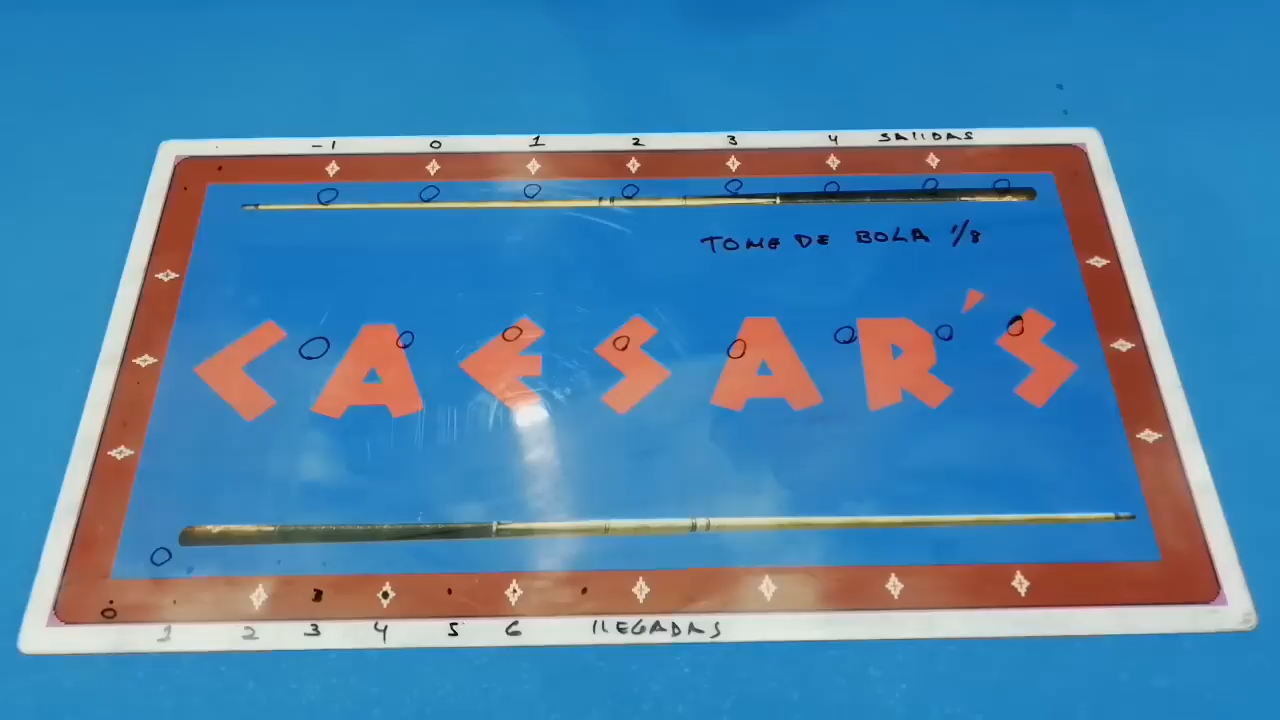 -1 0 1 2 3 4 SALIDAS
TOME DE BOLA 1/8
CAESAR'S
0 3
1 2 3 4 5 6 LLEGADAS